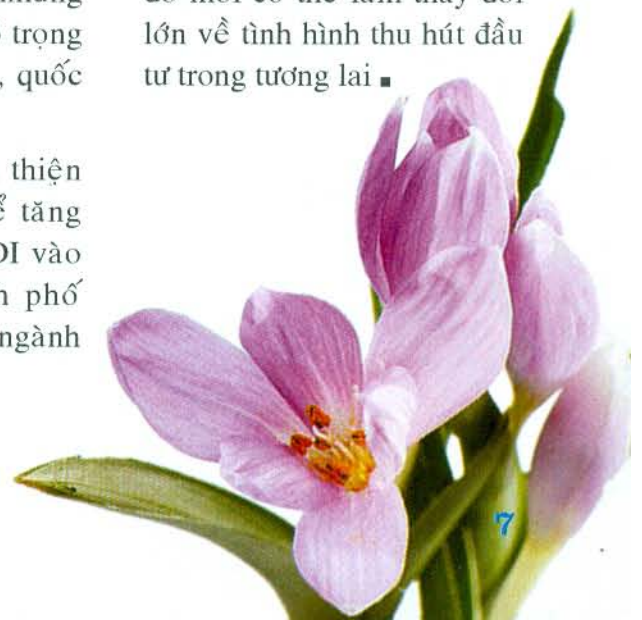 trọng
, quốc
thiện
ể tăng
DI vào
phố
ngành
lớn về tình hình thu hút đầu
tư trong tương lai ■
7